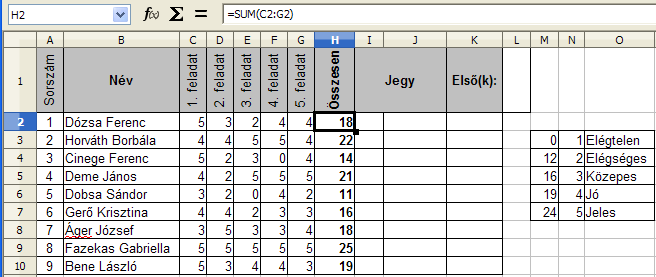 H2 f(x) Σ = =SUM(C2:G2)
A B C D E F G H I J K L M N O
1 Sorszám Név 1. feladat 2. feladat 3. feladat 4. feladat 5. feladat Összesen Jegy Első(k):
2 1 Dózsa Ferenc 5 3 2 4 4 18
3 2 Horváth Borbála 4 4 5 5 4 22 0 1 Elégtelen
4 3 Cinege Ferenc 5 2 3 0 4 14 12 2 Elégséges
5 4 Deme János 4 2 5 5 5 21 16 3 Közepes
6 5 Dobsa Sándor 3 2 0 4 2 11 19 4 Jó
7 6 Gerő Krisztina 4 4 2 3 3 16 24 5 Jeles
8 7 Áger József 3 5 3 3 4 18
9 8 Fazekas Gabriella 5 5 5 5 5 25
10 9 Bene László 5 3 4 4 3 19